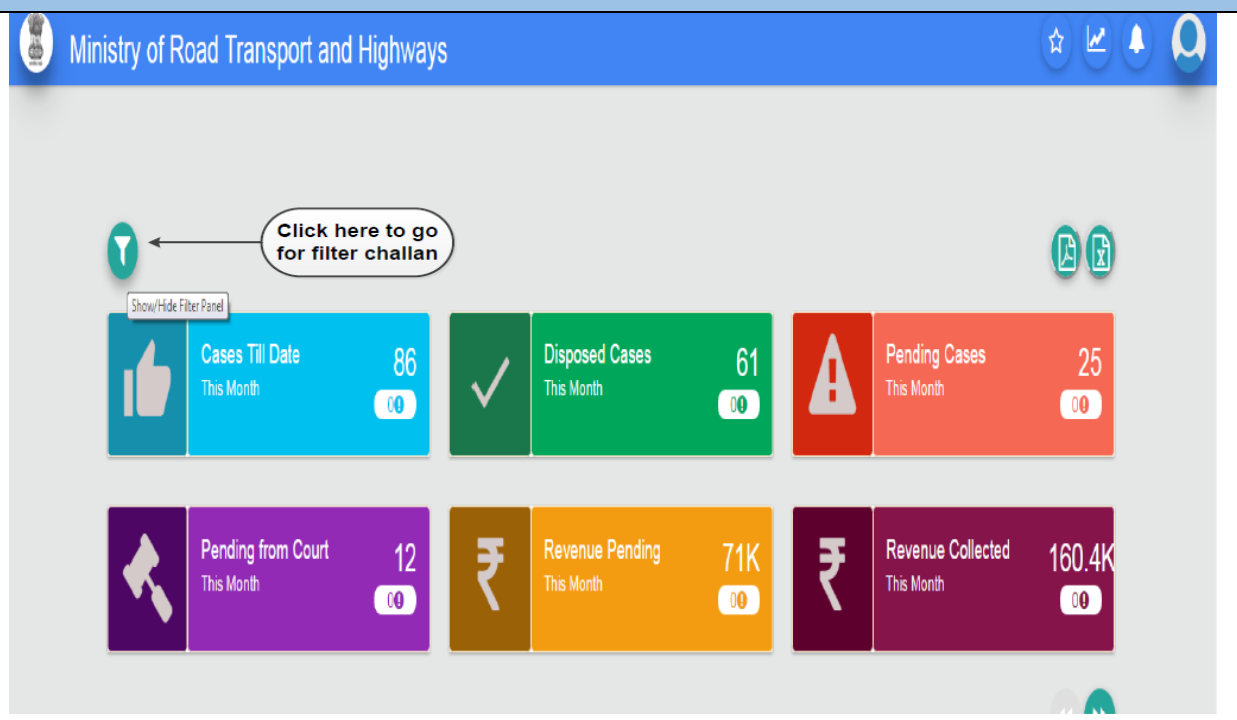 Ministry of Road Transport and Highways
Click here to go
for filter challan
Show/Hide Filter Panel
Cases Till Date 86
This Month 0
Disposed Cases 61
This Month 0
Pending Cases 25
This Month 0
Pending from Court 12
This Month 0
Revenue Pending 71K
This Month 0
Revenue Collected 160.4K
This Month 0